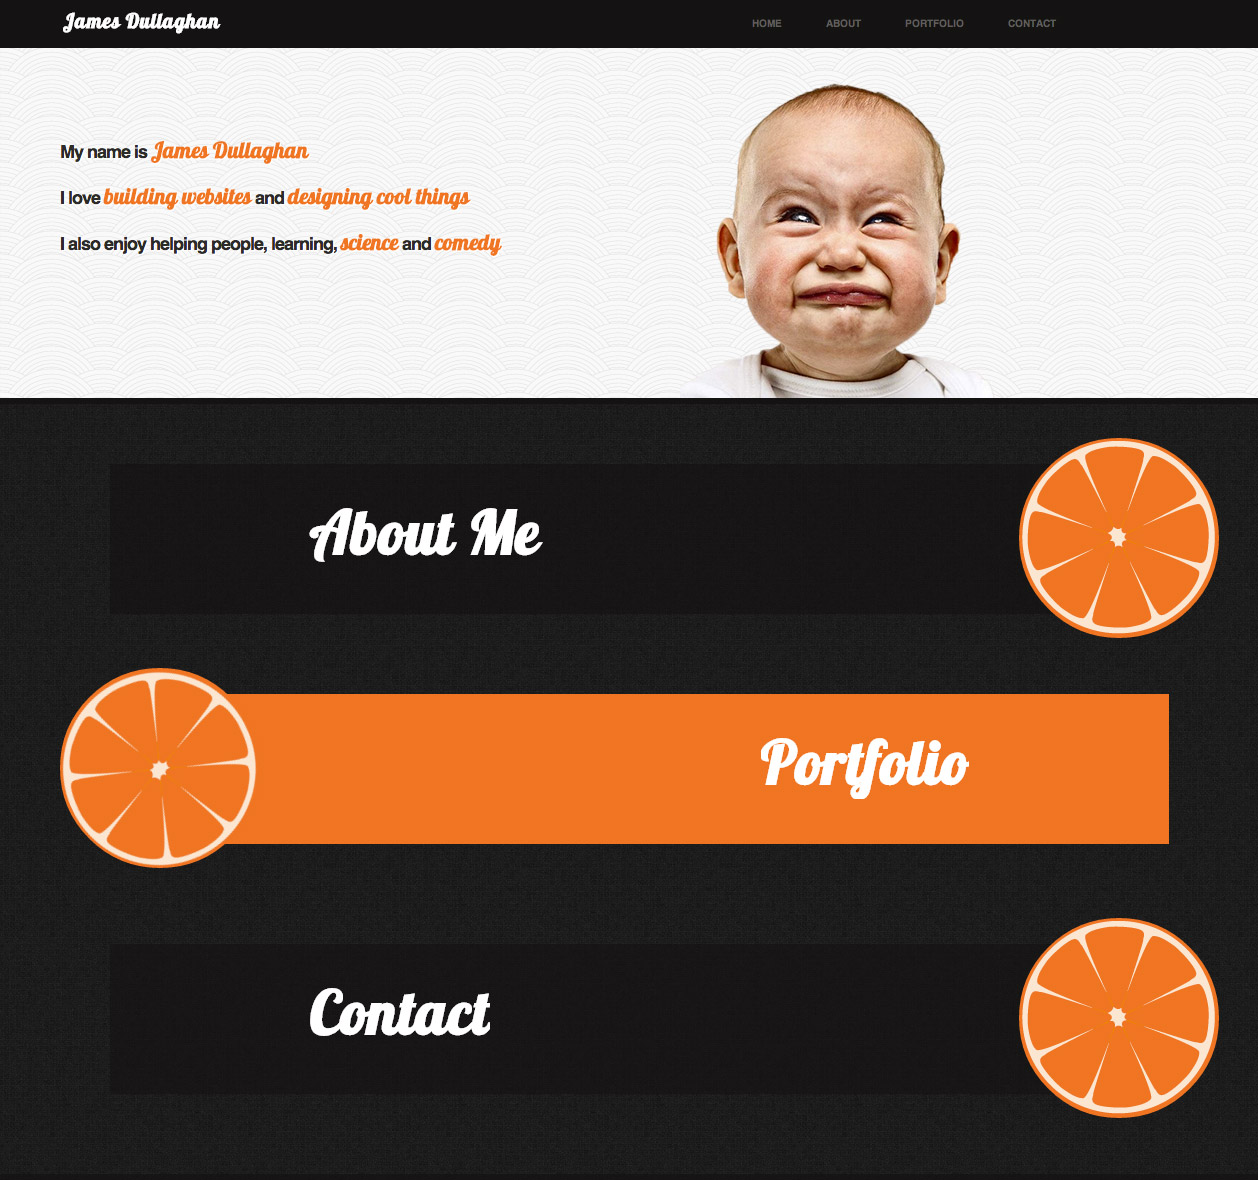 James Dullaghan
HOME ABOUT PORTFOLIO CONTACT
My name is James Dullaghan
I love building websites and designing cool things
I also enjoy helping people, learning, science and comedy
About Me
Portfolio
Contact